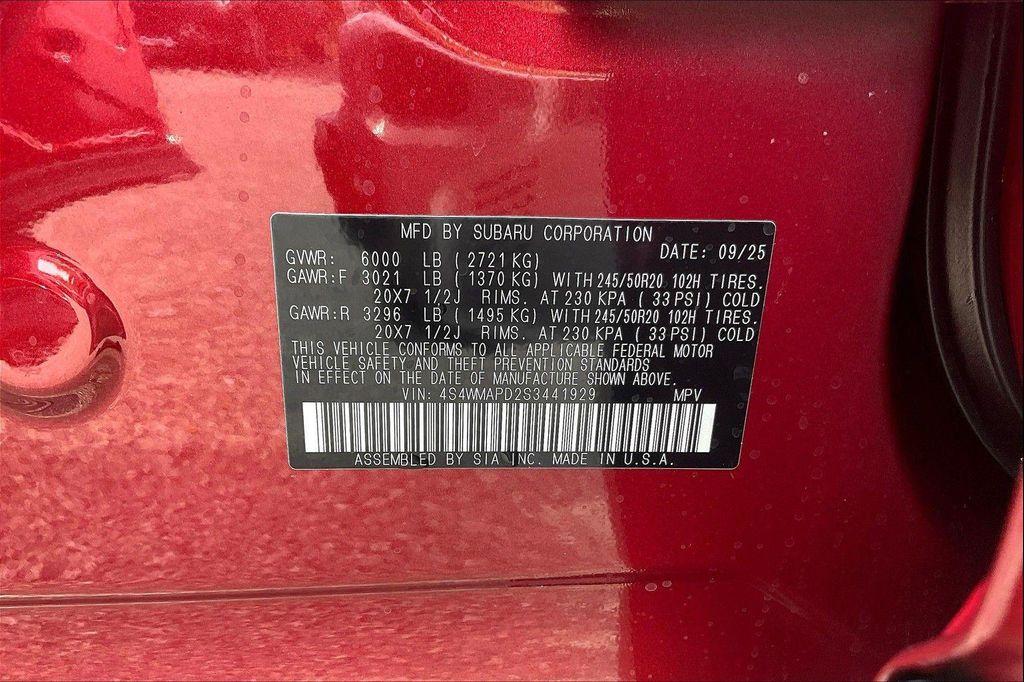 MFD BY SUBARU CORPORATION
DATE: 09/25
GVWR: 6000 LB (2721 KG)
GAWR:F 3021 LB (1370 KG) WITH 245/50R20 102H TIRES.
20X7 1/2J RIMS. AT 230 KPA (33 PSI) COLD
GAWR:R 3296 LB (1495 KG) WITH 245/50R20 102H TIRES.
20X7 1/2J RIMS. AT 230 KPA (33 PSI) COLD
THIS VEHICLE CONFORMS TO ALL APPLICABLE FEDERAL MOTOR
VEHICLE SAFETY AND THEFT PREVENTION STANDARDS
IN EFFECT ON THE DATE OF MANUFACTURE SHOWN ABOVE.
VIN: 4S4WMAPD2S3441929 MPV
ASSEMBLED BY SIA INC. MADE IN U.S.A.